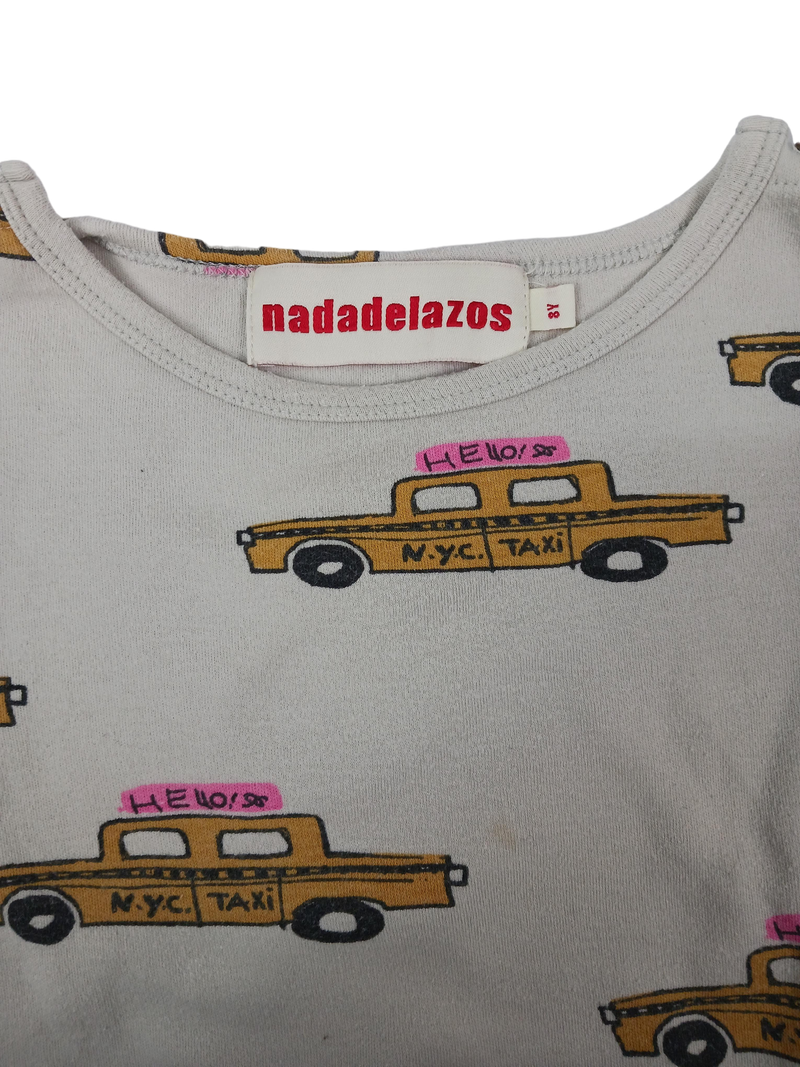 nadadelazos
8Y
HEllo!
N.Y.C. TAXi
HEllo!
N.Y.C. TAXi
H
N.